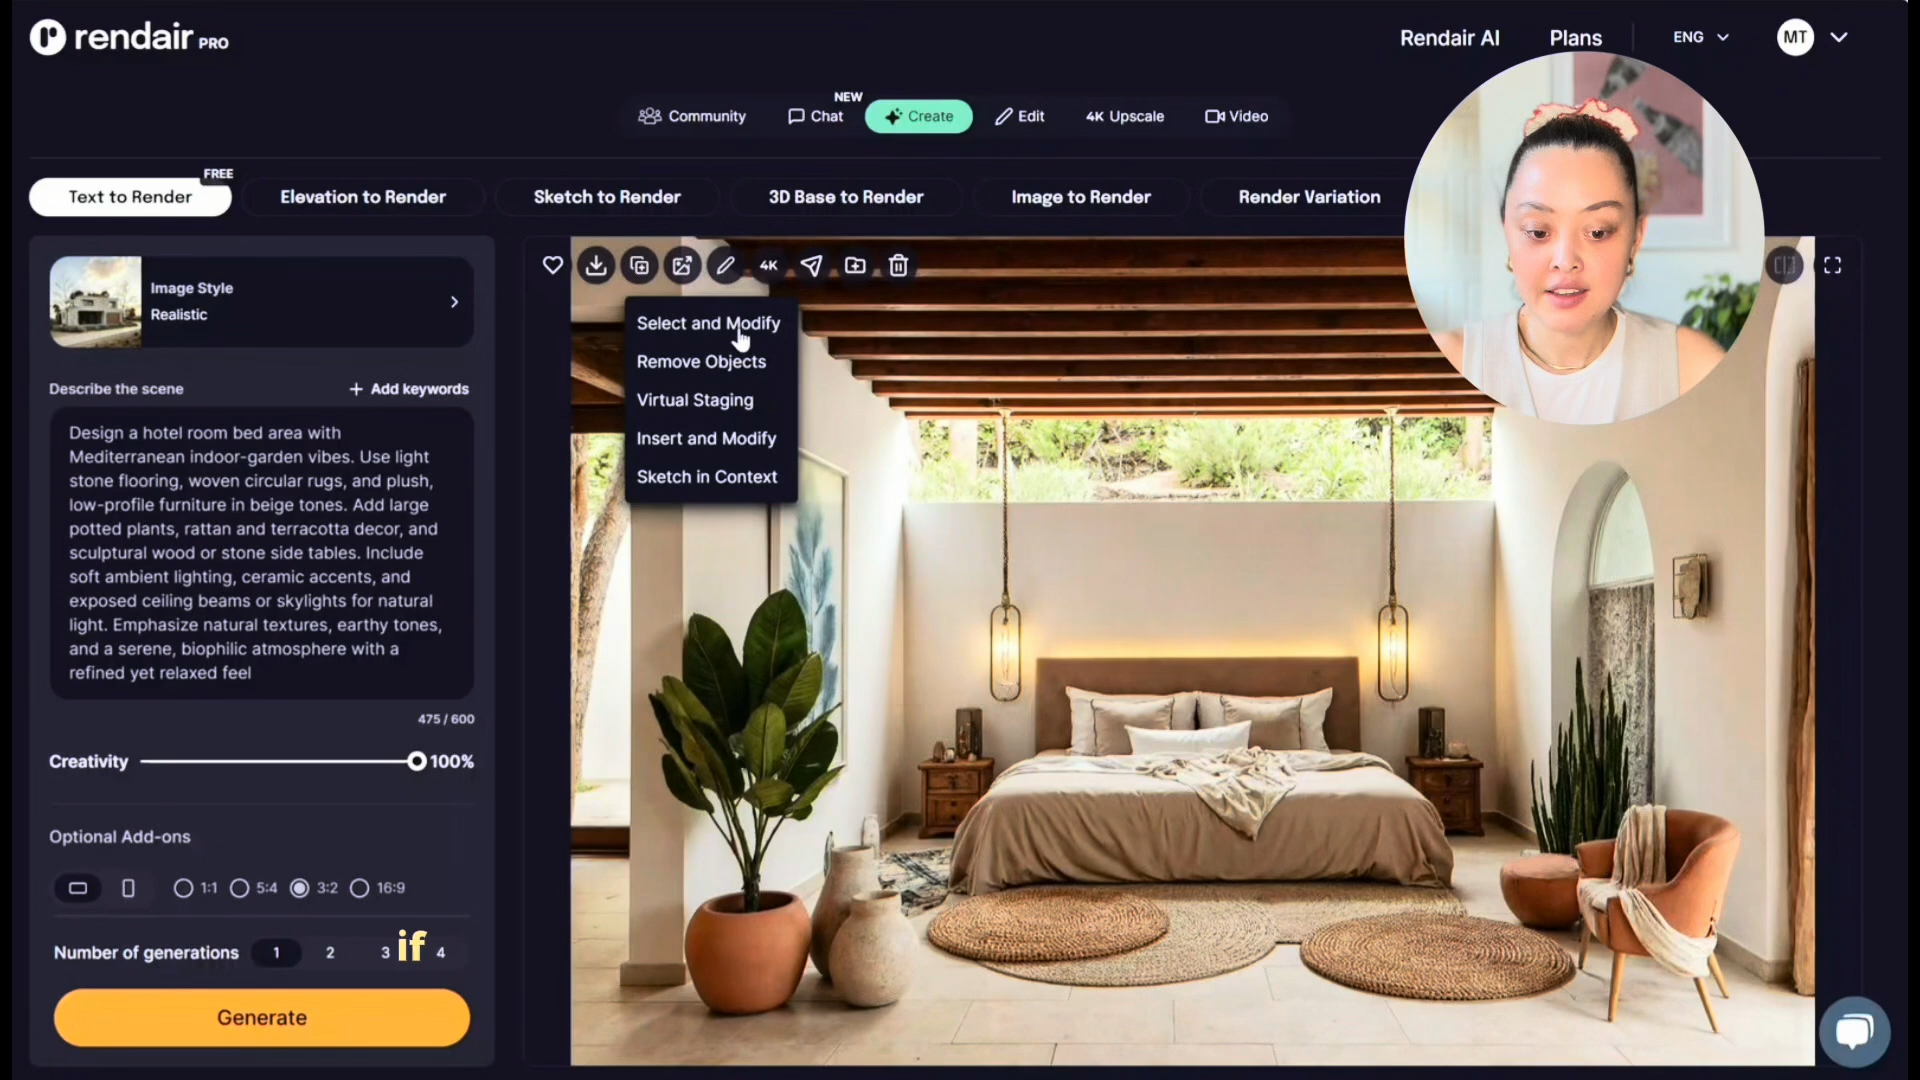 rendair PRO
Rendair AI
Plans
ENG
MT
Community
NEW
Chat
Create
Edit
4K Upscale
Video
FREE
Text to Render
Elevation to Render
Sketch to Render
3D Base to Render
Image to Render
Render Variation
Image Style
Realistic
Describe the scene
+ Add keywords
Design a hotel room bed area with
Mediterranean indoor-garden vibes. Use light
stone flooring, woven circular rugs, and plush,
low-profile furniture in beige tones. Add large
potted plants, rattan and terracotta decor, and
sculptural wood or stone side tables. Include
soft ambient lighting, ceramic accents, and
exposed ceiling beams or skylights for natural
light. Emphasize natural textures, earthy tones,
and a serene, biophilic atmosphere with a
refined yet relaxed feel
475 / 600
Creativity
100%
Optional Add-ons
1:1
5:4
3:2
16:9
Number of generations
1
2
3
if
4
Generate
4K
Select and Modify
Remove Objects
Virtual Staging
Insert and Modify
Sketch in Context